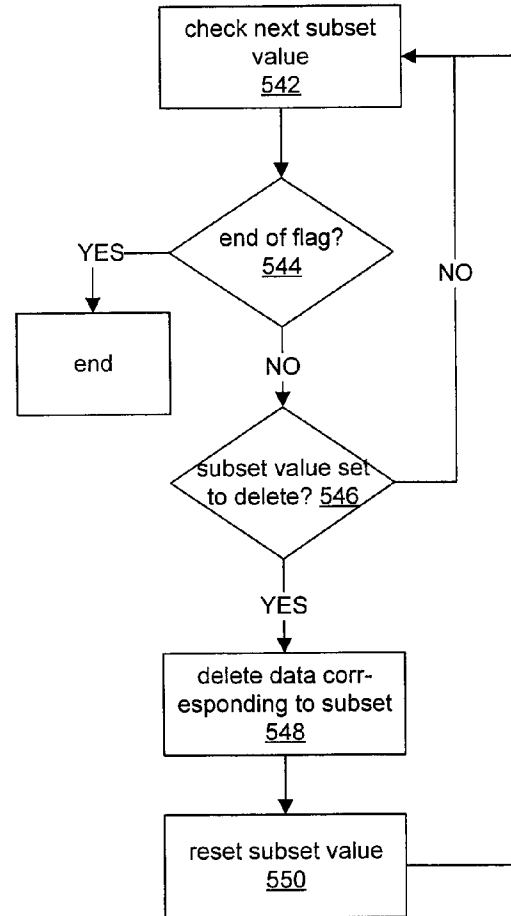 check next subset
value
542
end of flag?
544
YES
NO
end
NO
subset value set
to delete? 546
YES
delete data corr-
esponding to subset
548
reset subset value
550